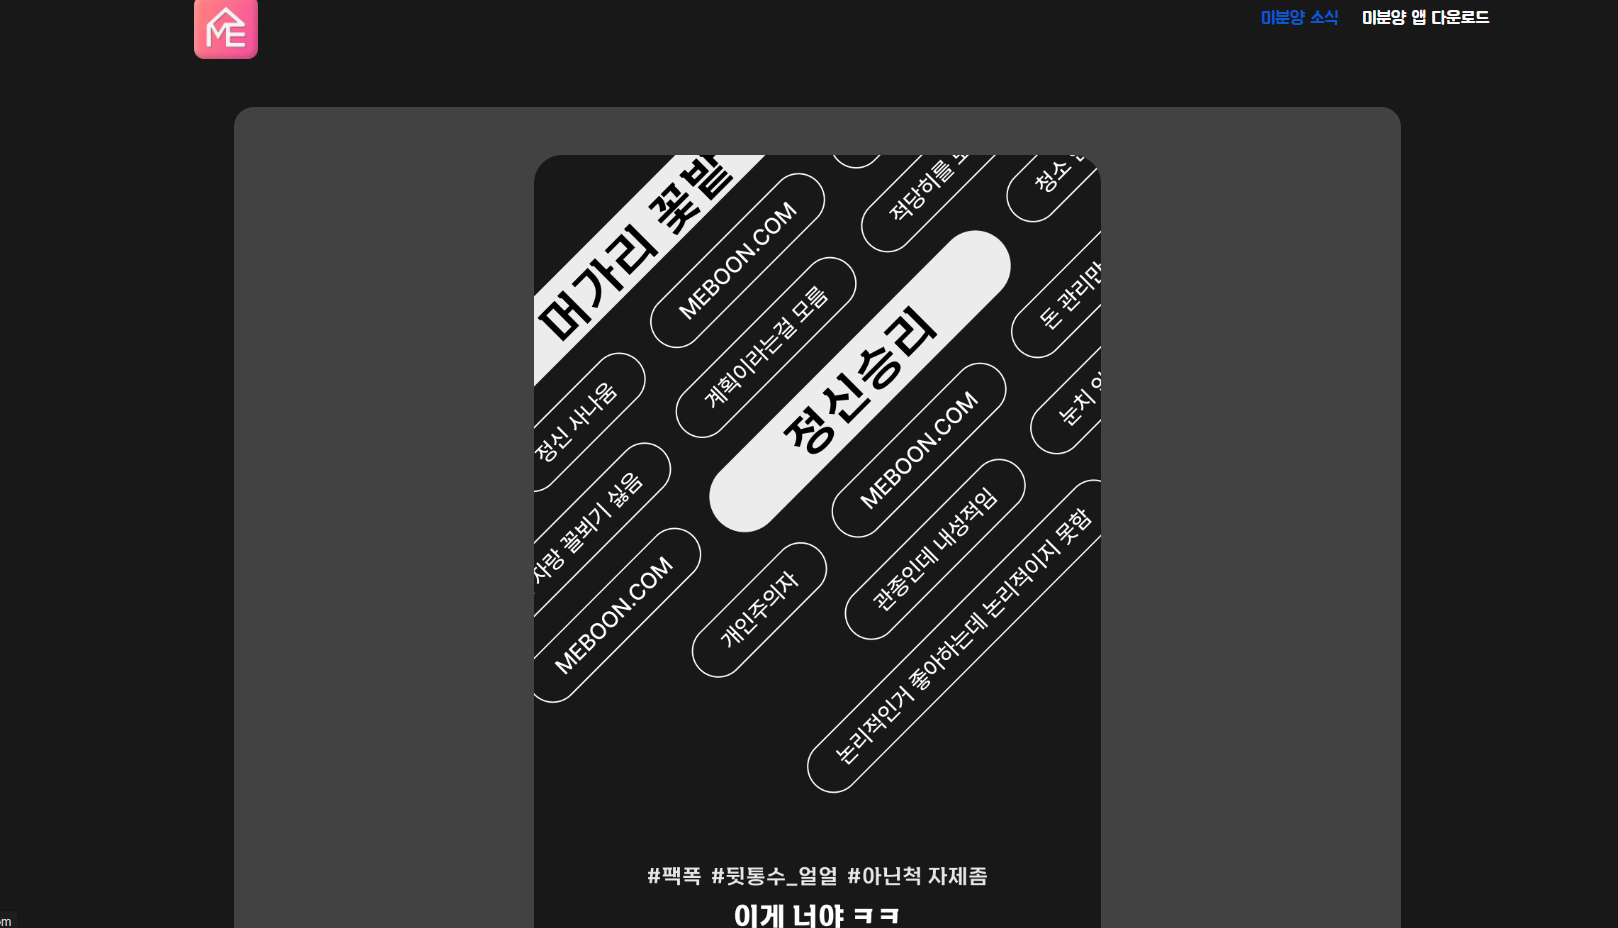 ME
미분양 소식
미분양 앱 다운로드
머가리 꽃밭
MEBOON.COM
적당히를
청소
계획이라는걸 모름
정신승리
돈 관리만
정신 사나움
MEBOON.COM
눈치
자랑 꼴뵈기 싫음
관종인데 내성적임
MEBOON.COM
개인주의자
논리적인거 좋아하는데 논리적이지 못함
#팩폭 #뒷통수_얼얼 #아닌척 자제좀
이게 너야 ㅋㅋ
om